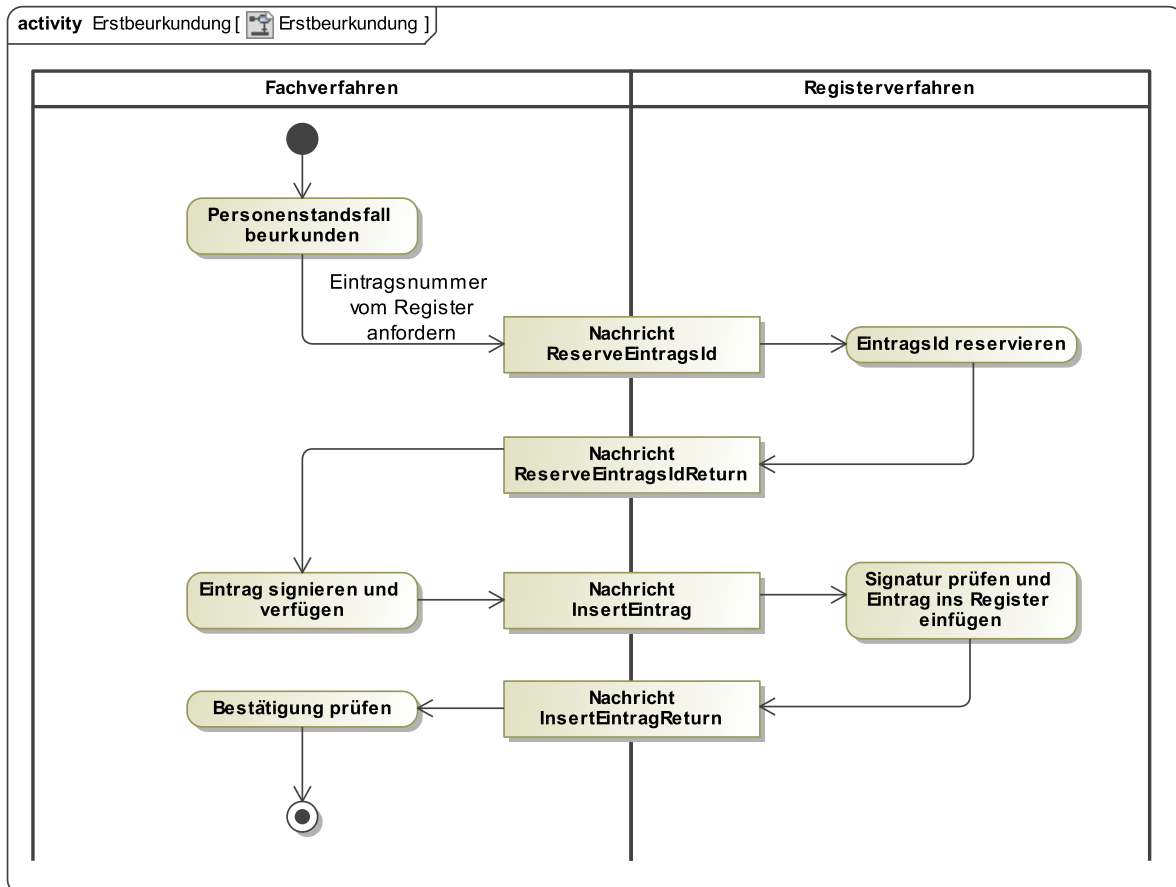 activity Erstbeurkundung [ Erstbeurkundung ]
Fachverfahren
Registerverfahren
Personenstandsfall
beurkunden
Eintragsnummer
vom Register
anfordern
Nachricht
ReserveEintragsId
EintragsId reservieren
Nachricht
ReserveEintragsIdReturn
Eintrag signieren und
verfügen
Nachricht
InsertEintrag
Signatur prüfen und
Eintrag ins Register
einfügen
Nachricht
InsertEintragReturn
Bestätigung prüfen